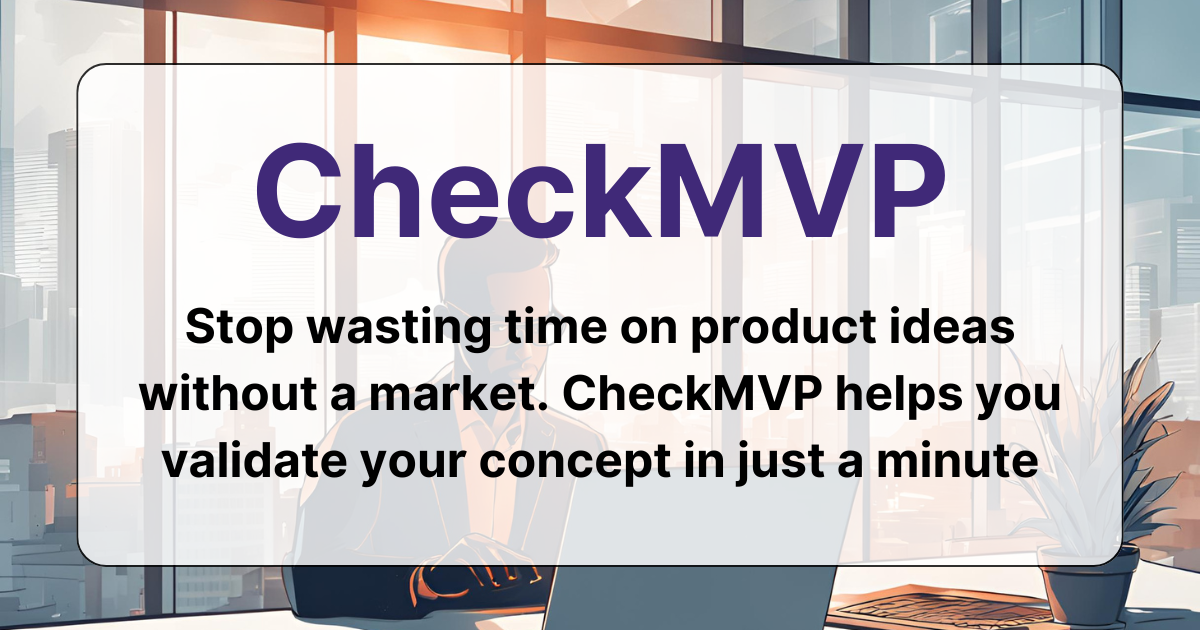 CheckMVP
Stop wasting time on product ideas
without a market. CheckMVP helps you
validate your concept in just a minute